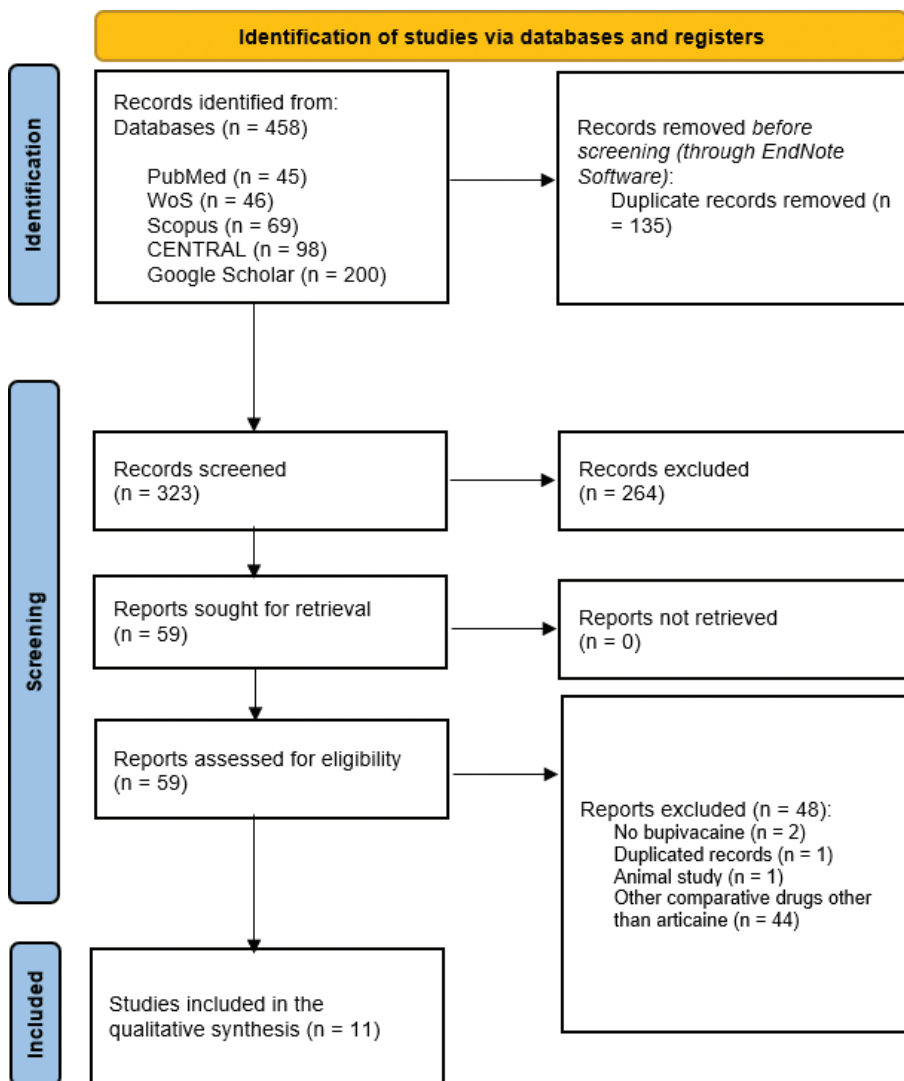 Identification of studies via databases and registers
Identification
Records identified from:
Databases (n = 458)
PubMed (n = 45)
WoS (n = 46)
Scopus (n = 69)
CENTRAL (n = 98)
Google Scholar (n = 200)
Records removed before
screening (through EndNote
Software):
Duplicate records removed (n
= 135)
Screening
Records screened
(n = 323)
Records excluded
(n = 264)
Reports sought for retrieval
(n = 59)
Reports not retrieved
(n = 0)
Reports assessed for eligibility
(n = 59)
Reports excluded (n = 48):
No bupivacaine (n = 2)
Duplicated records (n = 1)
Animal study (n = 1)
Other comparative drugs other
than articaine (n = 44)
Included
Studies included in the
qualitative synthesis (n = 11)